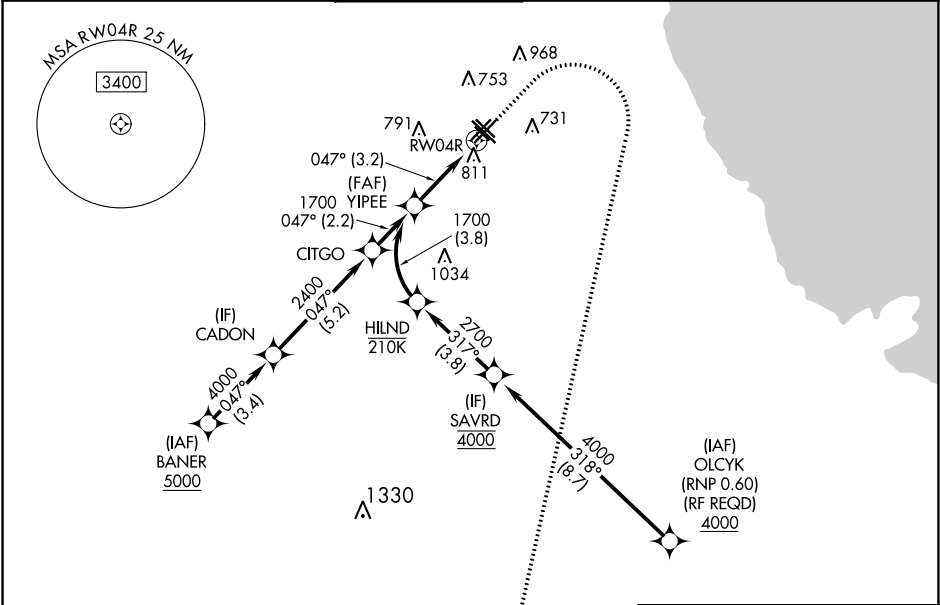 MSA RW04R 25 NM
3400
968
753
791
731
RW04R
811
047° (3.2)
(FAF)
YIPEE
1700
047° (2.2)
1700
(3.8)
CITGO
1034
2400
047°
(5.2)
(IF)
CADON
HILND
210K
2700
317°
(3.8)
4000
047°
(3.4)
(IF)
SAVRD
4000
(IAF)
BANER
5000
4000
318°
(8.7)
(IAF)
OLCYK
(RNP 0.60)
(RF REQD)
4000
1330